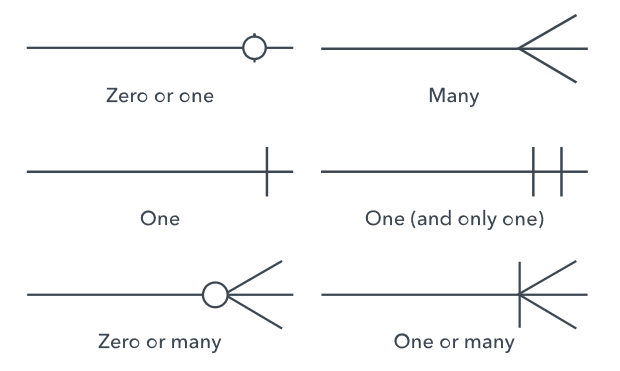 Zero or one
Many
One
One (and only one)
Zero or many
One or many